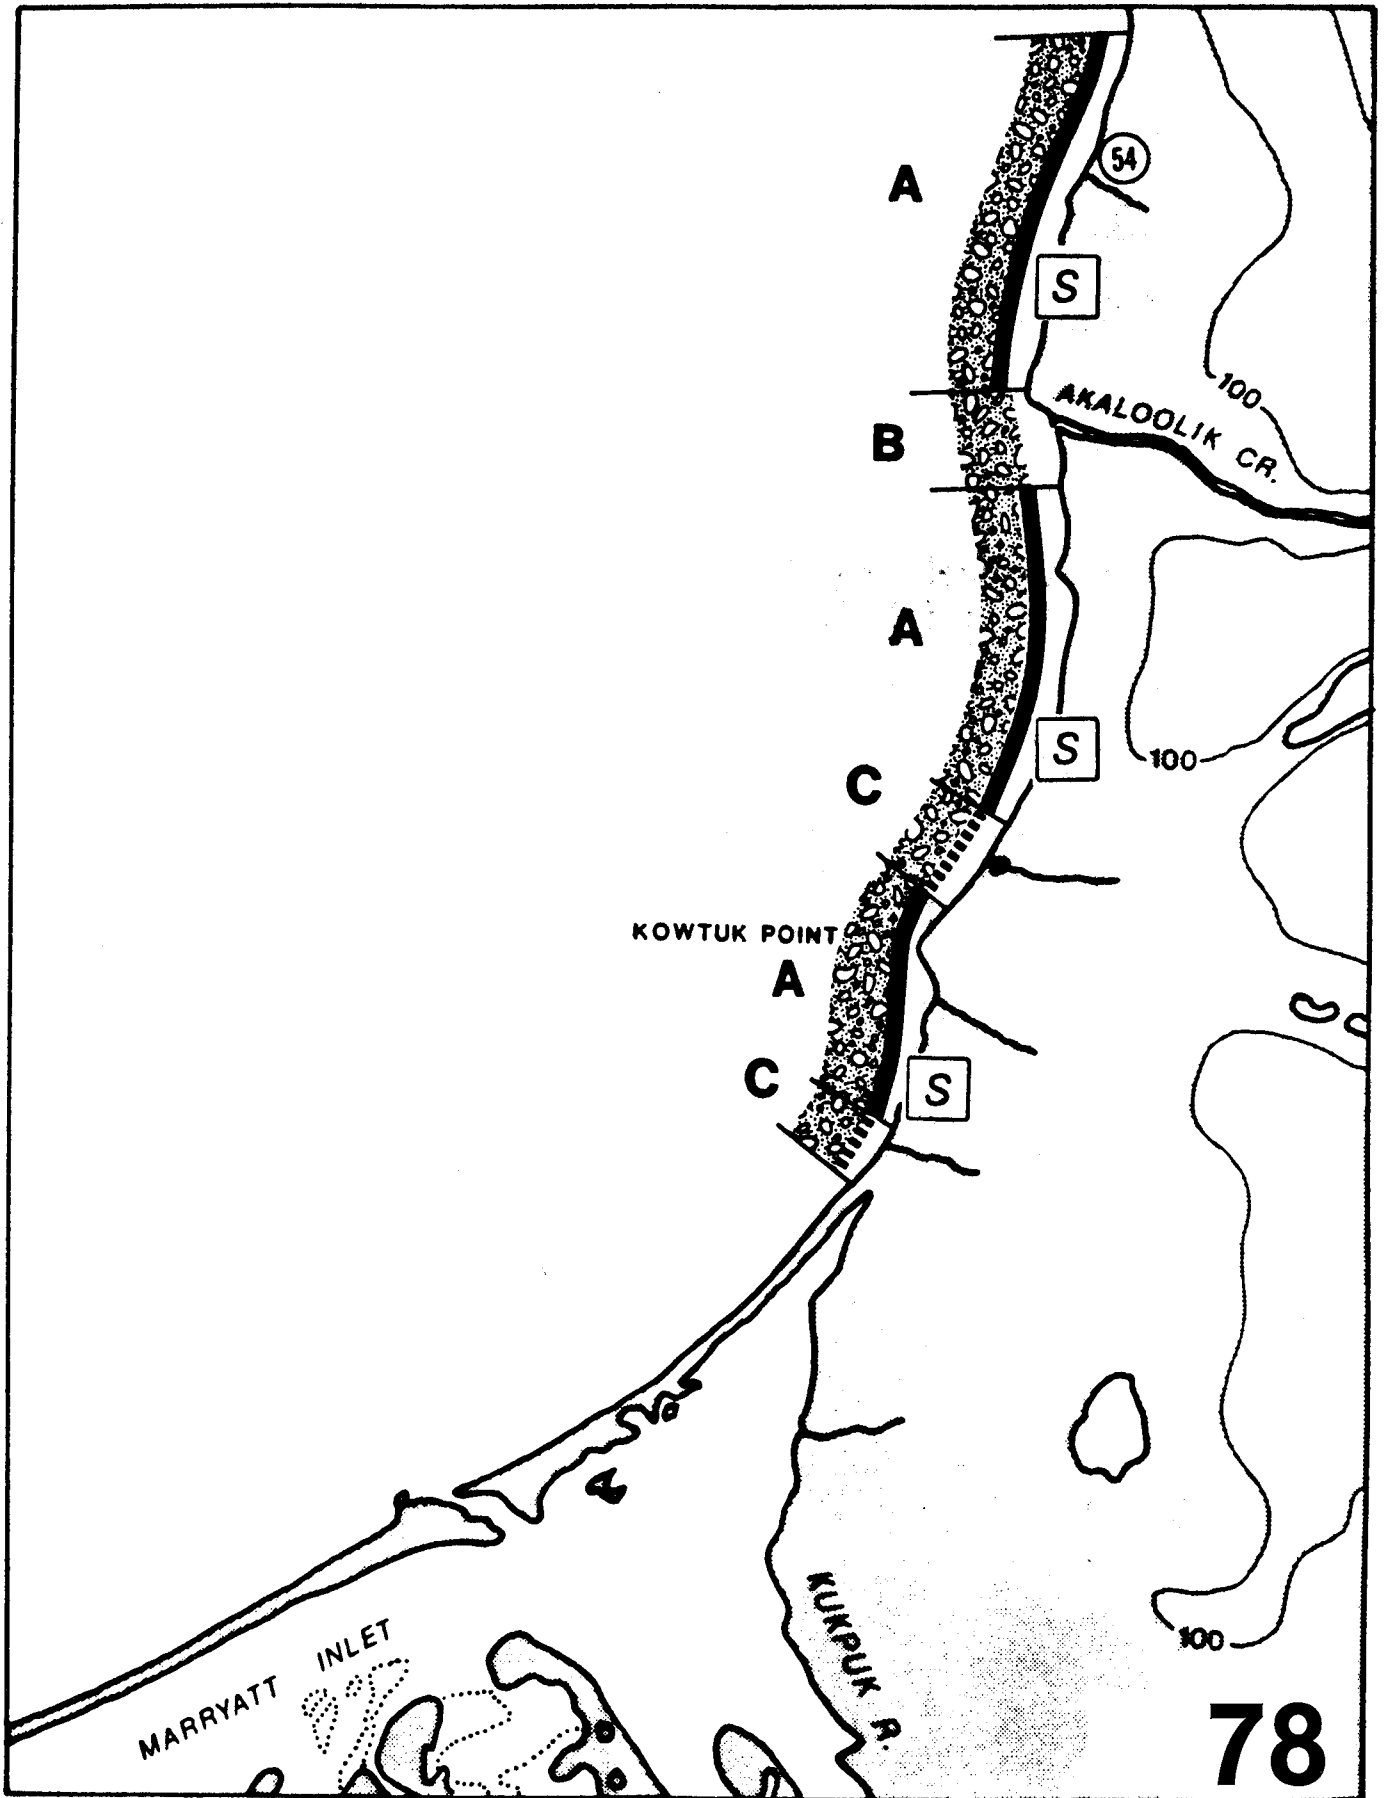 A
54
S
100
AKALOOLIK CR.
B
A
S
100
C
KOWTUK POINT
A
C
S
KUKPUK R.
100
MARRYATT INLET
78